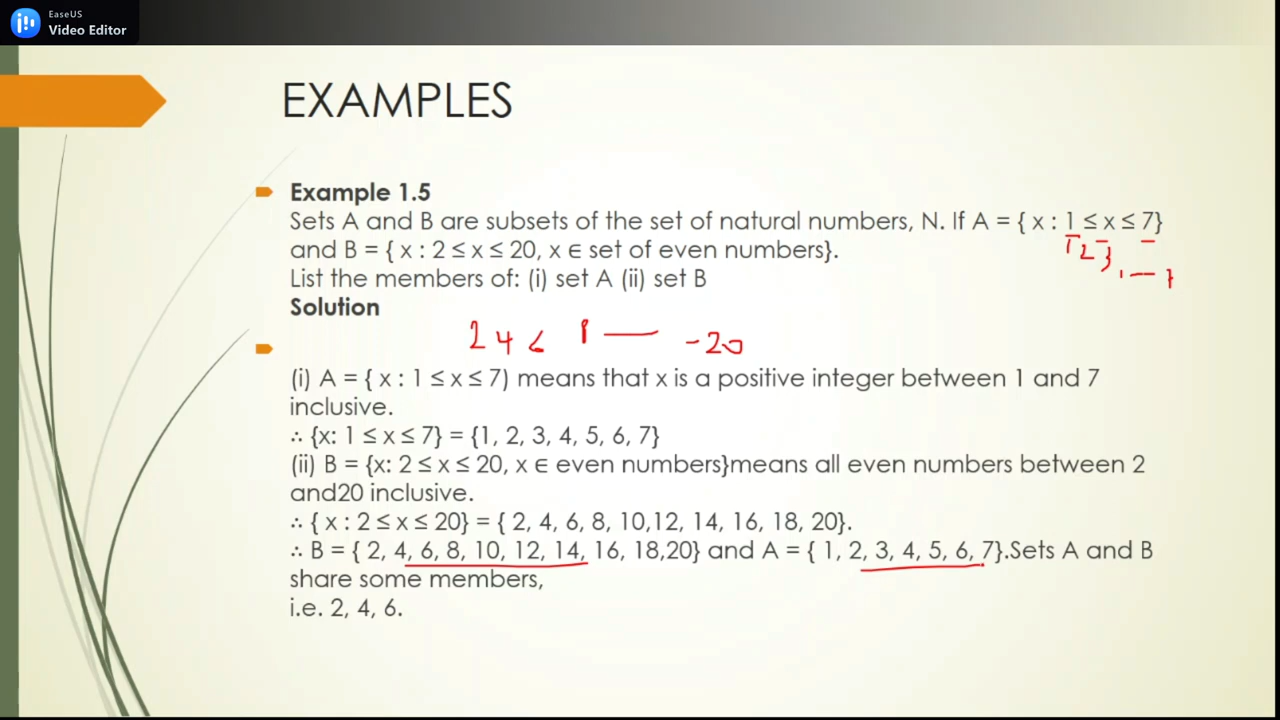 EaseUS
Video Editor
EXAMPLES
Example 1.5
Sets A and B are subsets of the set of natural numbers, N. If A = { x : 1 ≤ x ≤ 7}
and B = { x : 2 ≤ x ≤ 20, x ∈ set of even numbers}.
1 2 3
List the members of: (i) set A (ii) set B
Solution
2 4 6 8 — -20
(i) A = { x : 1 ≤ x ≤ 7) means that x is a positive integer between 1 and 7
inclusive.
∴ {x: 1 ≤ x ≤ 7} = {1, 2, 3, 4, 5, 6, 7}
(ii) B = {x: 2 ≤ x ≤ 20, x ∈ even numbers}means all even numbers between 2
and20 inclusive.
∴ { x : 2 ≤ x ≤ 20} = { 2, 4, 6, 8, 10,12, 14, 16, 18, 20}.
∴ B = { 2, 4, 6, 8, 10, 12, 14, 16, 18,20} and A = { 1, 2, 3, 4, 5, 6, 7}.Sets A and B
share some members,
i.e. 2, 4, 6.